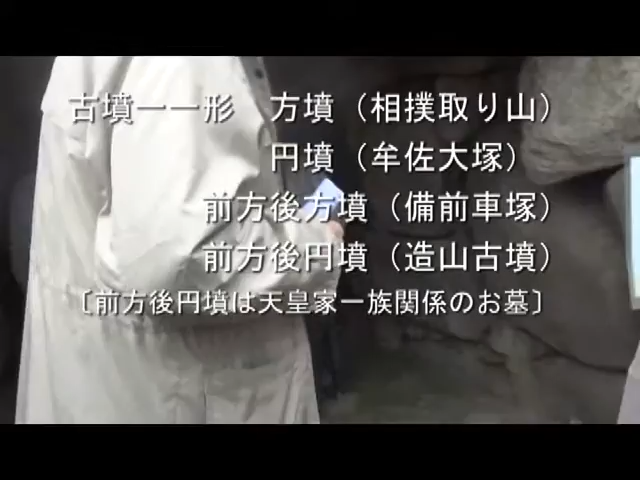 古墳――形　方墳（相撲取り山）
円墳（牟佐大塚）
前方後方墳（備前車塚）
前方後円墳（造山古墳）
〔前方後円墳は天皇家一族関係のお墓〕